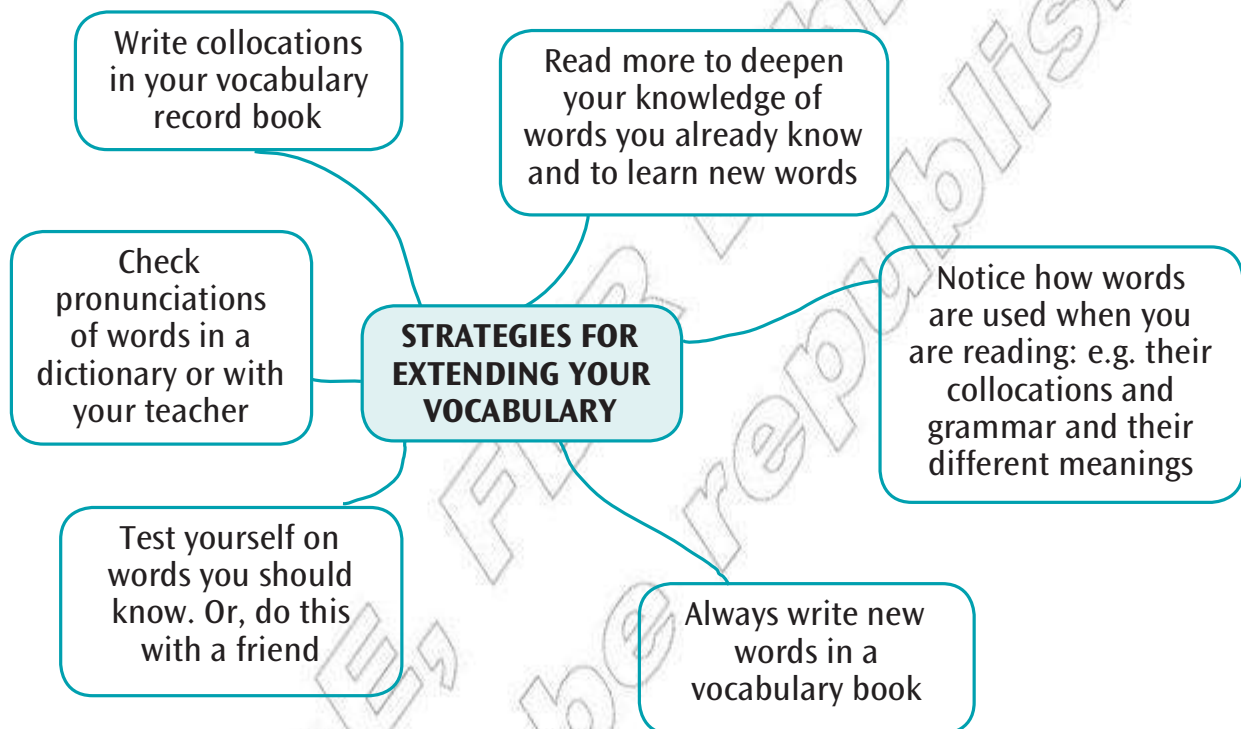 Write collocations
in your vocabulary
record book
Read more to deepen
your knowledge of
words you already know
and to learn new words
Check
pronunciations
of words in a
dictionary or with
your teacher
STRATEGIES FOR
EXTENDING YOUR
VOCABULARY
Notice how words
are used when you
are reading: e.g. their
collocations and
grammar and their
different meanings
Test yourself on
words you should
know. Or, do this
with a friend
Always write new
words in a
vocabulary book
be republis